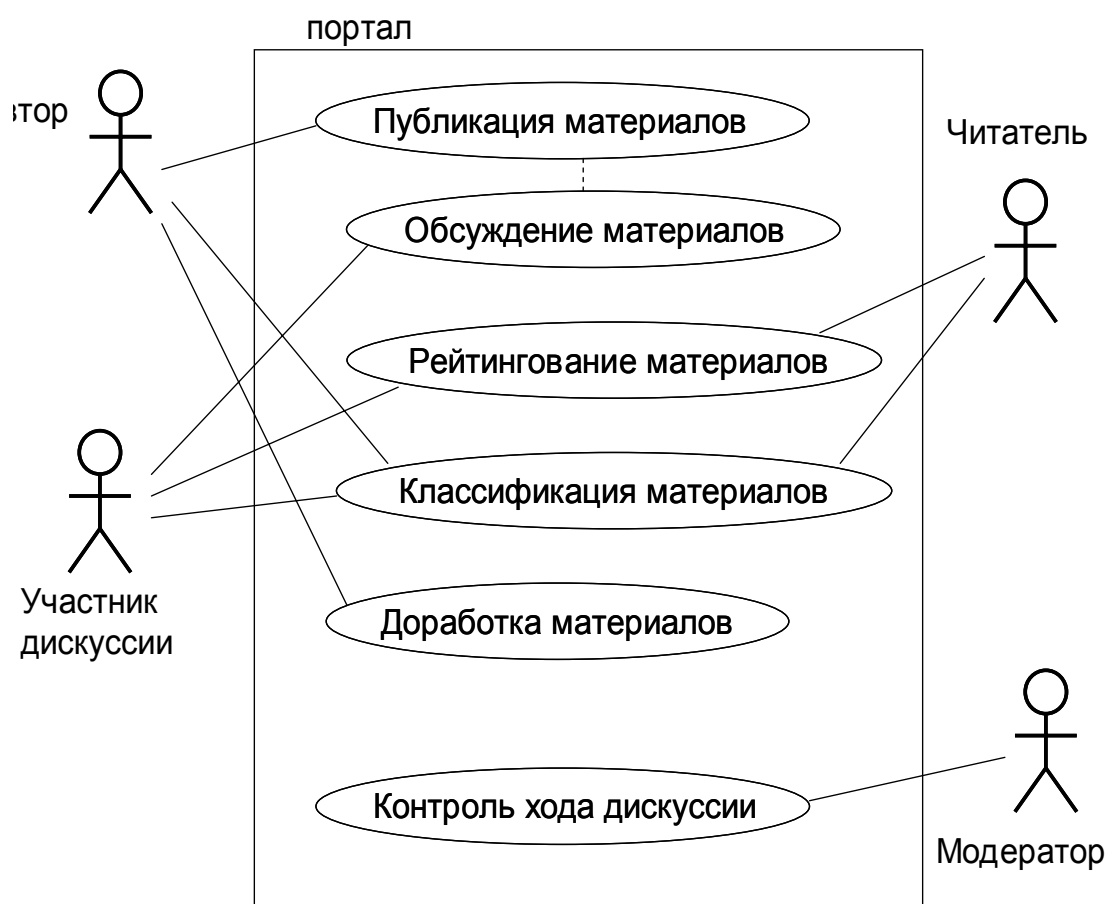 портал
втор
Публикация материалов
Читатель
Обсуждение материалов
Рейтингование материалов
Классификация материалов
Участник
дискуссии
Доработка материалов
Контроль хода дискуссии
Модератор